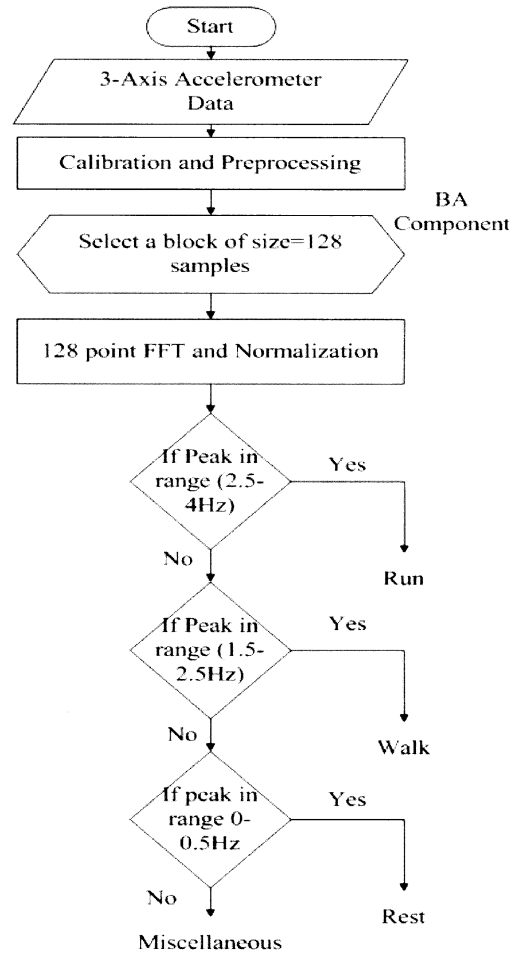 Start
3-Axis Accelerometer
Data
Calibration and Preprocessing
BA
Component
Select a block of size=128
samples
128 point FFT and Normalization
If Peak in
range (2.5-
4Hz)
Yes
No
Run
If Peak in
range (1.5-
2.5Hz)
Yes
No
Walk
If peak in
range 0-
0.5Hz
Yes
No
Rest
Miscellaneous